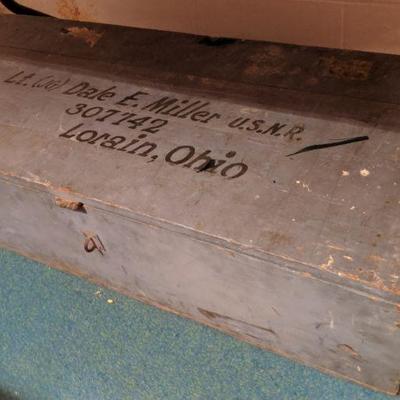 Lt. (JG) Dale E. Miller U.S.N.R.
307142
Lorain, Ohio